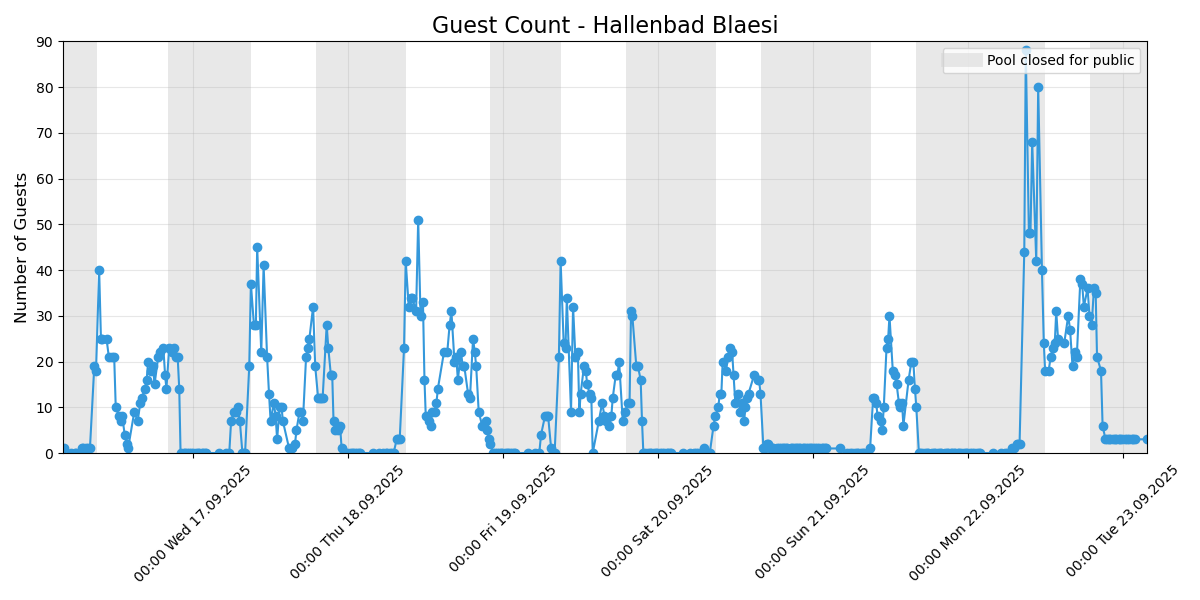 Guest Count - Hallenbad Blaesi
Number of Guests
90
80
70
60
50
40
30
20
10
0
Pool closed for public
00:00 Wed 17.09.2025
00:00 Thu 18.09.2025
00:00 Fri 19.09.2025
00:00 Sat 20.09.2025
00:00 Sun 21.09.2025
00:00 Mon 22.09.2025
00:00 Tue 23.09.2025